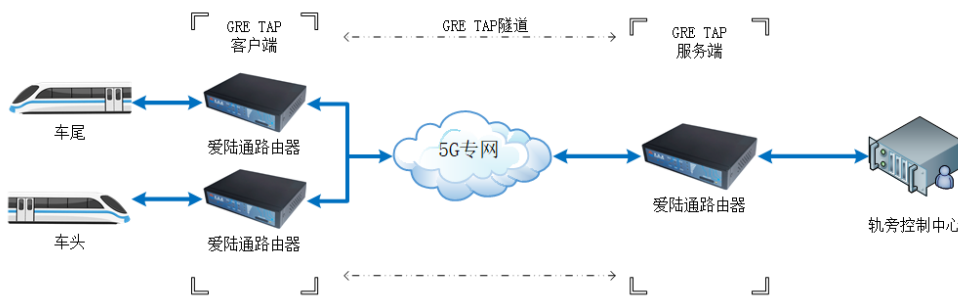 GRE TAP
客户端
GRE TAP隧道
GRE TAP
服务端
车尾
爱陆通路由器
5G专网
爱陆通路由器
车头
爱陆通路由器
轨旁控制中心